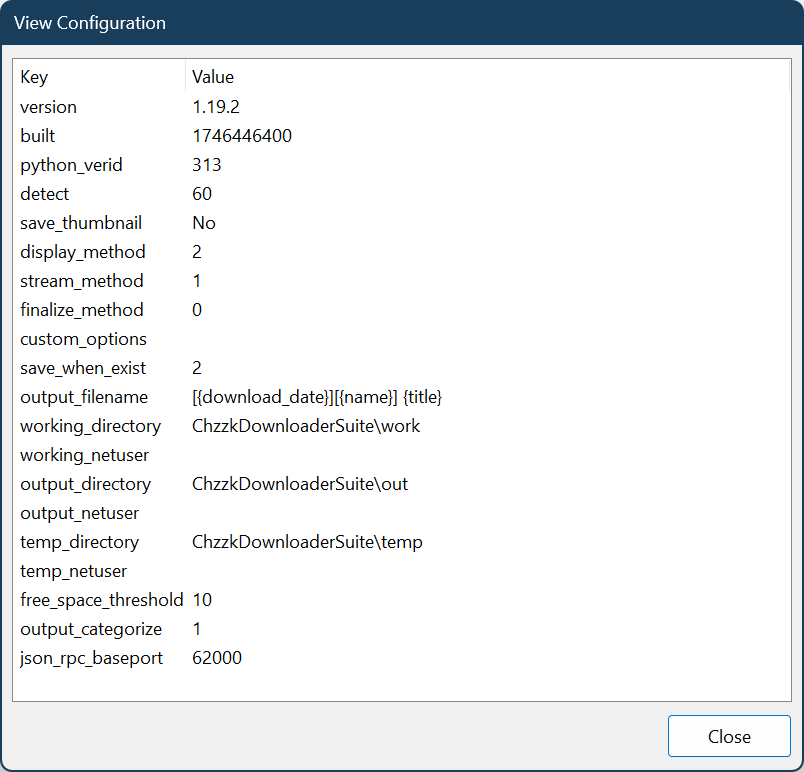 View Configuration
Key Value
version 1.19.2
built 1746446400
python_verid 313
detect 60
save_thumbnail No
display_method 2
stream_method 1
finalize_method 0
custom_options
save_when_exist 2
output_filename [{download_date}][{name}] {title}
working_directory ChzzkDownloaderSuite\work
working_netuser
output_directory ChzzkDownloaderSuite\out
output_netuser
temp_directory ChzzkDownloaderSuite\temp
temp_netuser
free_space_threshold 10
output_categorize 1
json_rpc_baseport 62000
Close